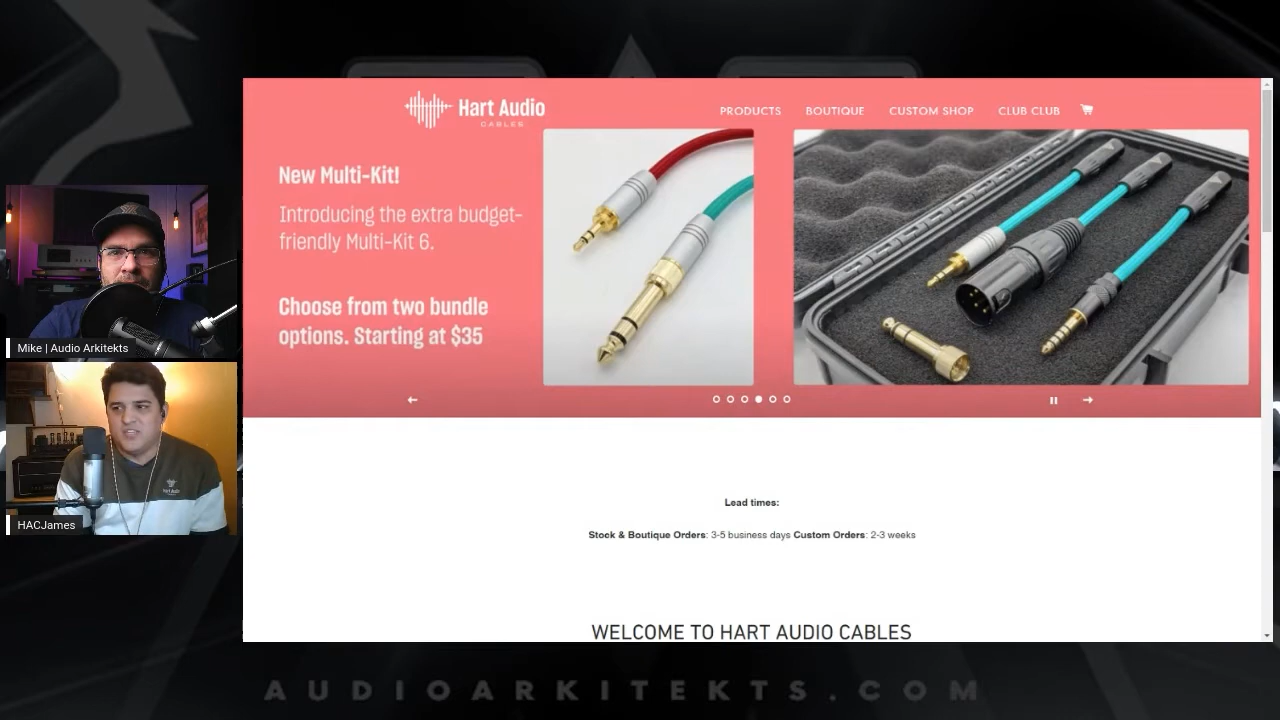 Hart Audio
CABLES
PRODUCTS BOUTIQUE CUSTOM SHOP CLUB CLUB
New Multi-Kit!
Introducing the extra budget-
friendly Multi-Kit 6.
Choose from two bundle
options. Starting at $35
Mike | Audio Arkitekts
HACJames
Lead times:
Stock & Boutique Orders: 3-5 business days Custom Orders: 2-3 weeks
WELCOME TO HART AUDIO CABLES
AUDIOARKITEKTS.COM